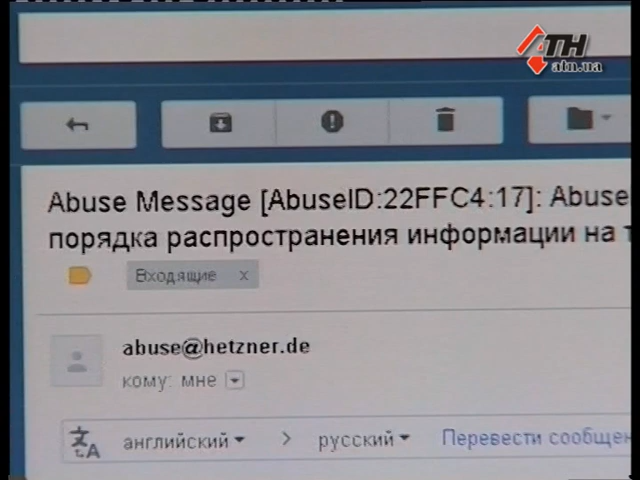 АТН
atn.ua
Abuse Message [AbuseID:22FFC4:17]: Abuse
порядка распространения информации на т
Входящие x
abuse@hetzner.de
кому: мне
английский > русский Перевести сообщен